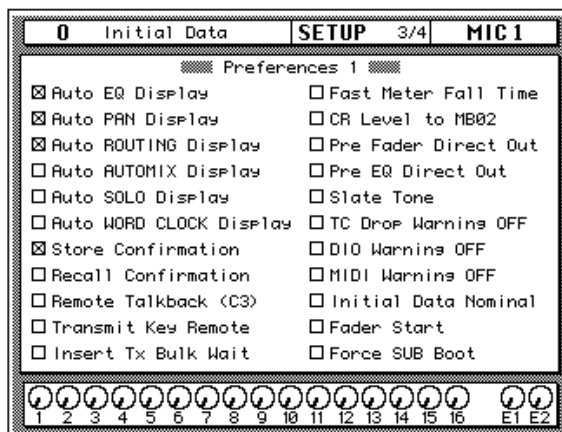 0 Initial Data SETUP 3/4 MIC 1
Preferences 1
Auto EQ Display
Auto PAN Display
Auto ROUTING Display
Auto AUTOMIX Display
Auto SOLO Display
Auto WORD CLOCK Display
Store Confirmation
Recall Confirmation
Remote Talkback (C3)
Transmit Key Remote
Insert Tx Bulk Wait
Fast Meter Fall Time
CR Level to MB02
Pre Fader Direct Out
Pre EQ Direct Out
Slate Tone
TC Drop Warning OFF
DIO Warning OFF
MIDI Warning OFF
Initial Data Nominal
Fader Start
Force SUB Boot
1 2 3 4 5 6 7 8 9 10 11 12 13 14 15 16 E1 E2